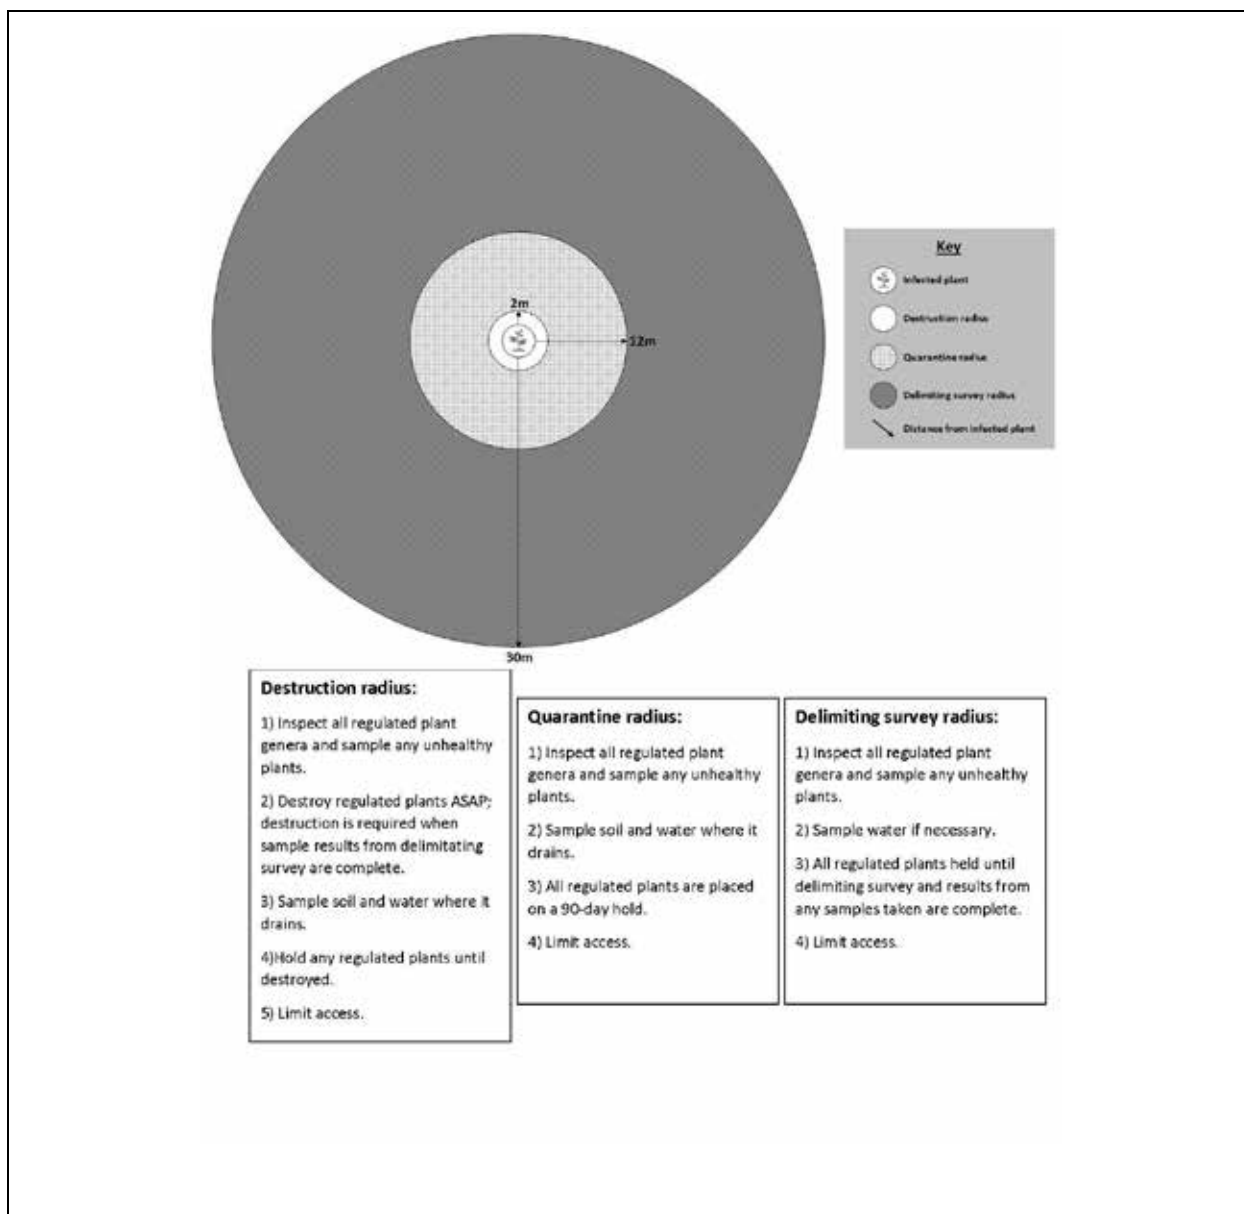 2m
12m
30m
Key
Infected plant
Destruction radius
Quarantine radius
Delimiting survey radius
Distance from infected plant
Destruction radius:
1) Inspect all regulated plant
genera and sample any unhealthy
plants.
2) Destroy regulated plants ASAP;
destruction is required when
sample results from delimitating
survey are complete.
3) Sample soil and water where it
drains.
4)Hold any regulated plants until
destroyed.
5) Limit access.
Quarantine radius:
1) Inspect all regulated plant
genera and sample any unhealthy
plants.
2) Sample soil and water where it
drains.
3) All regulated plants are placed
on a 90-day hold.
4) Limit access.
Delimiting survey radius:
1) Inspect all regulated plant
genera and sample any unhealthy
plants.
2) Sample water if necessary.
3) All regulated plants held until
delimiting survey and results from
any samples taken are complete.
4) Limit access.